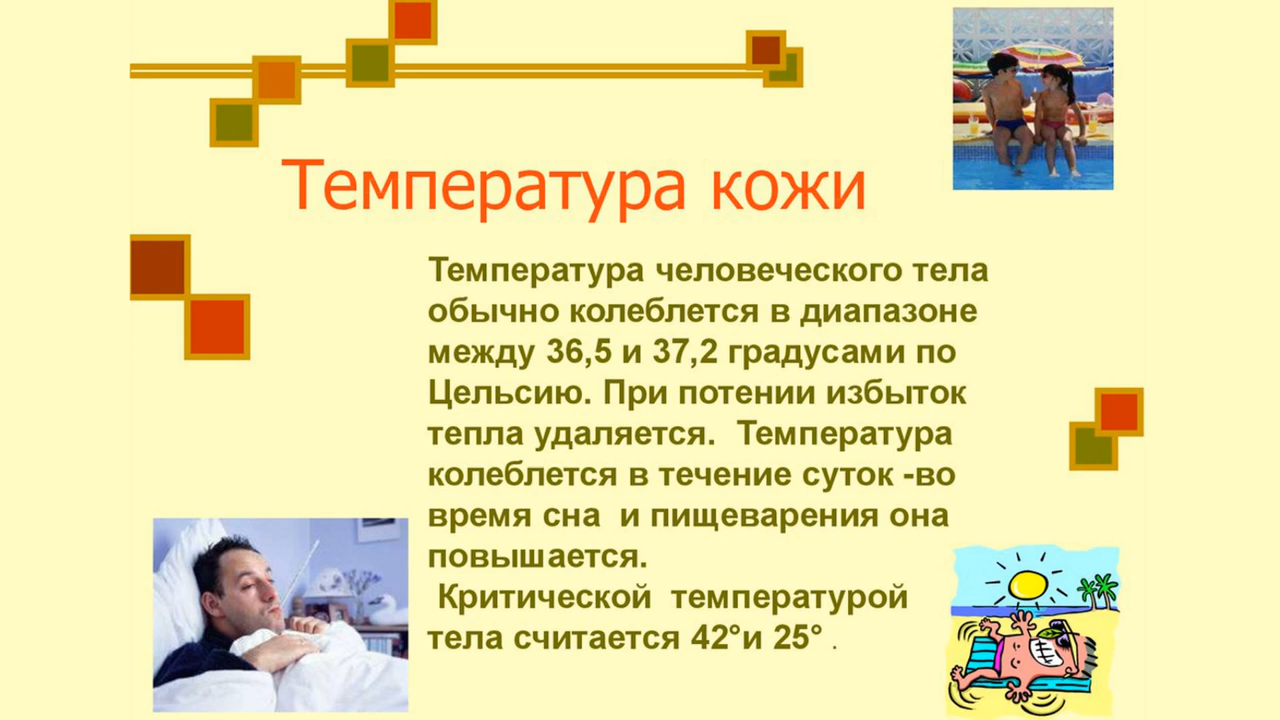 Температура кожи
Температура человеческого тела
обычно колеблется в диапазоне
между 36,5 и 37,2 градусами по
Цельсию. При потении избыток
тепла удаляется.  Температура
колеблется в течение суток -во
время сна  и пищеварения она
повышается.
Критической  температурой
тела считается 42°и 25° .